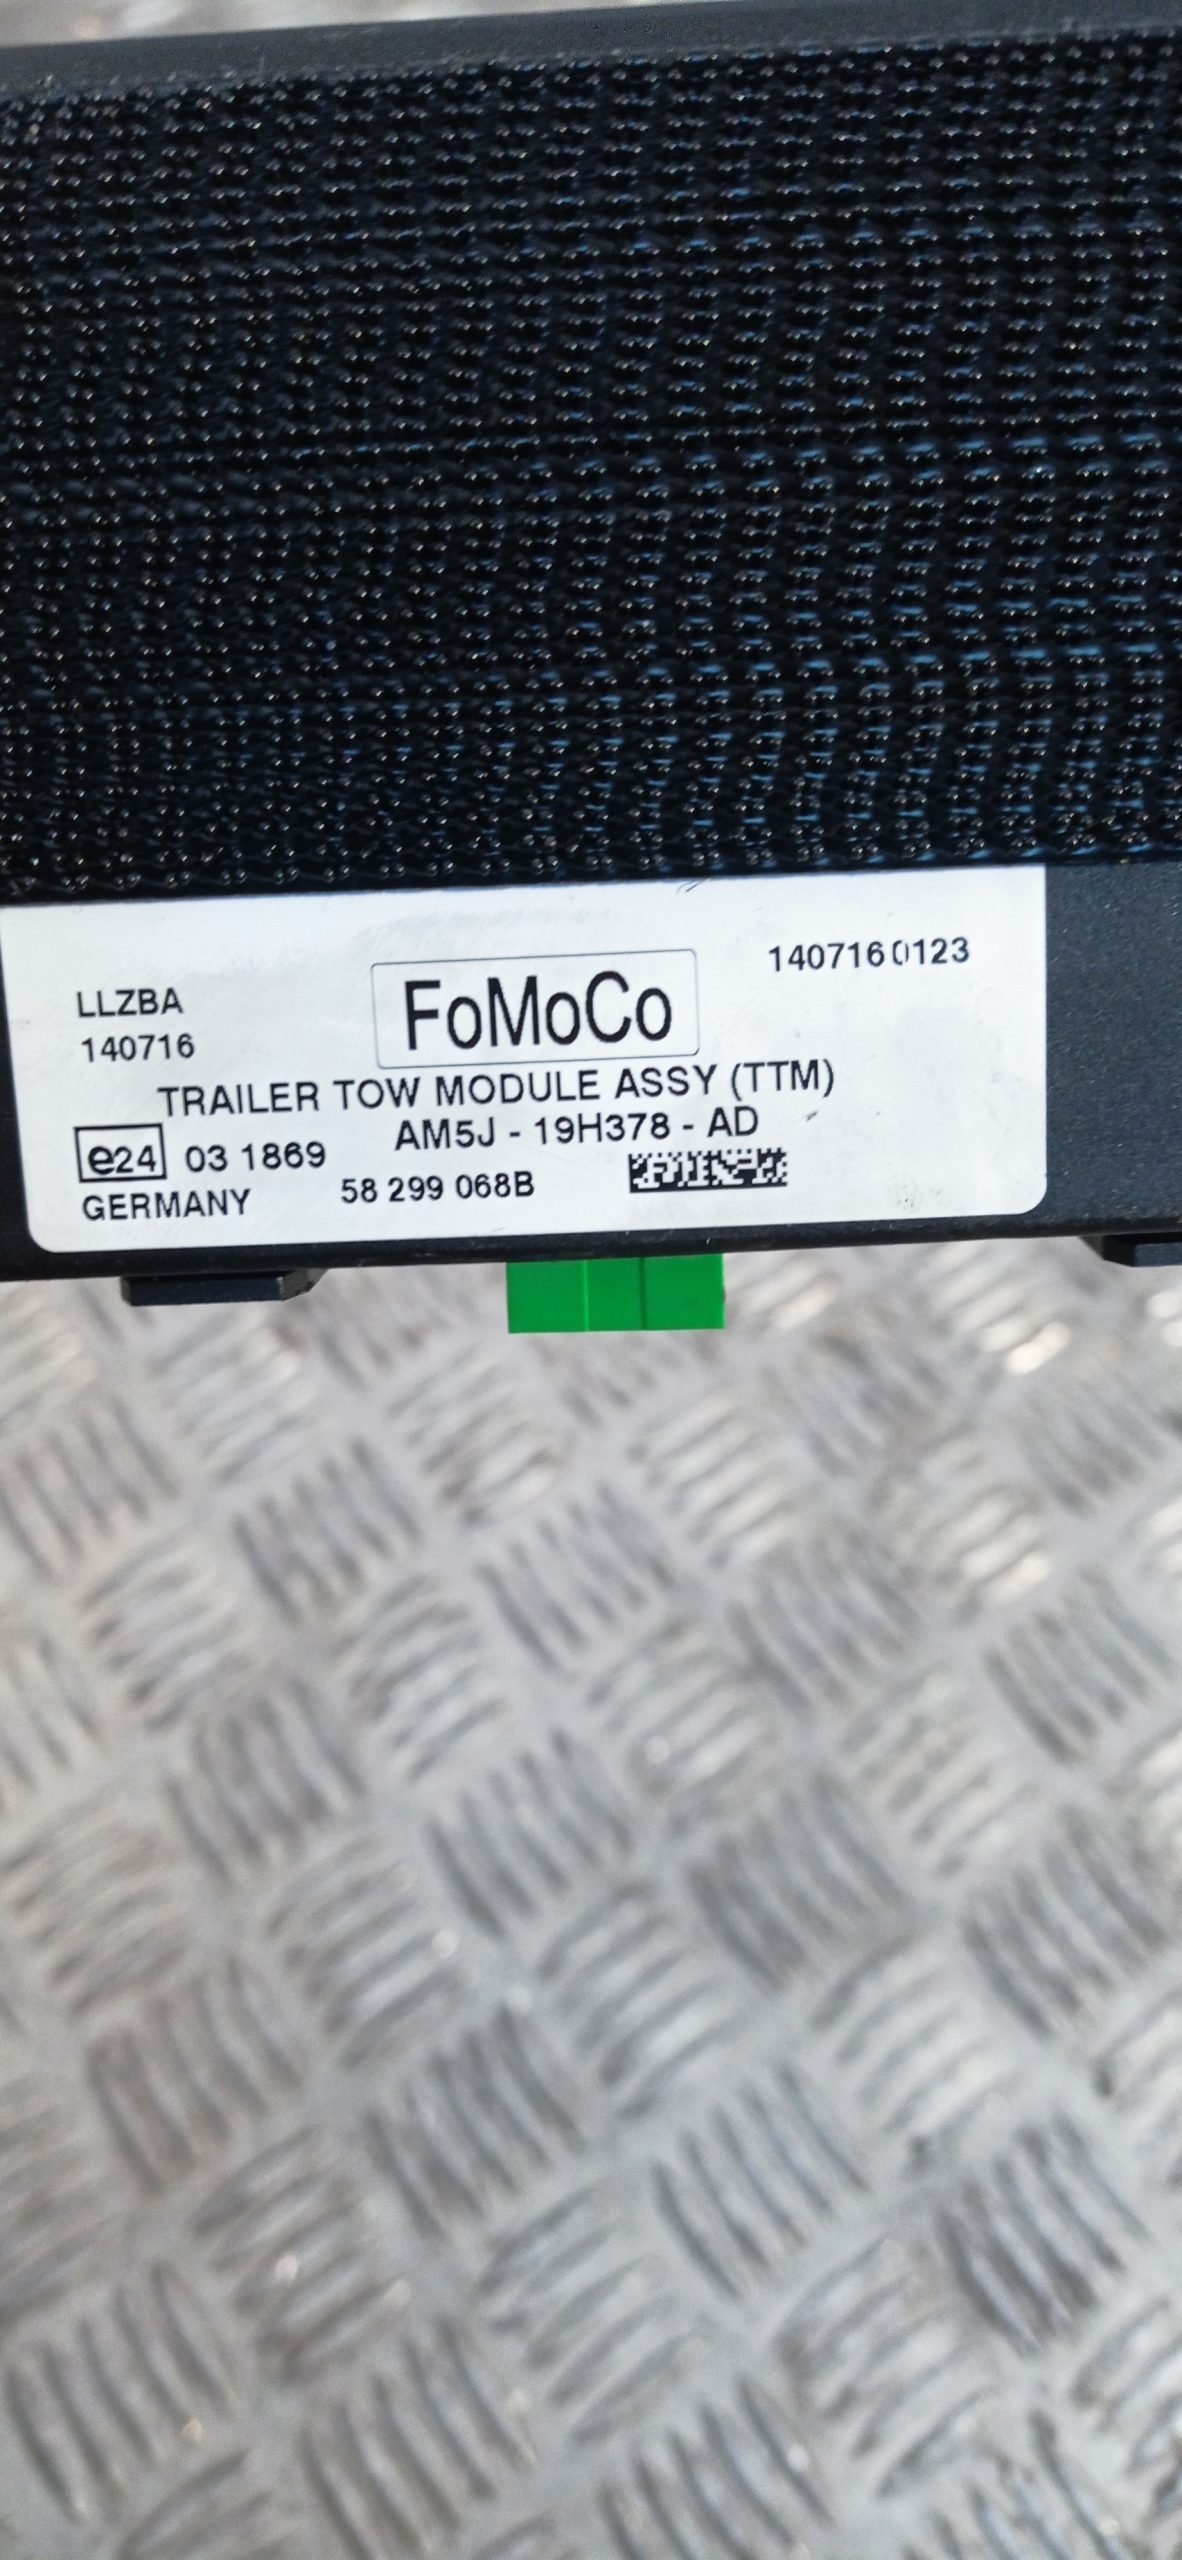 1407160123
LLZBA
FoMoCo
140716
TRAILER TOW MODULE ASSY (TTM)
e24 03 1869
AM5J - 19H378 - AD
GERMANY
58 299 068B